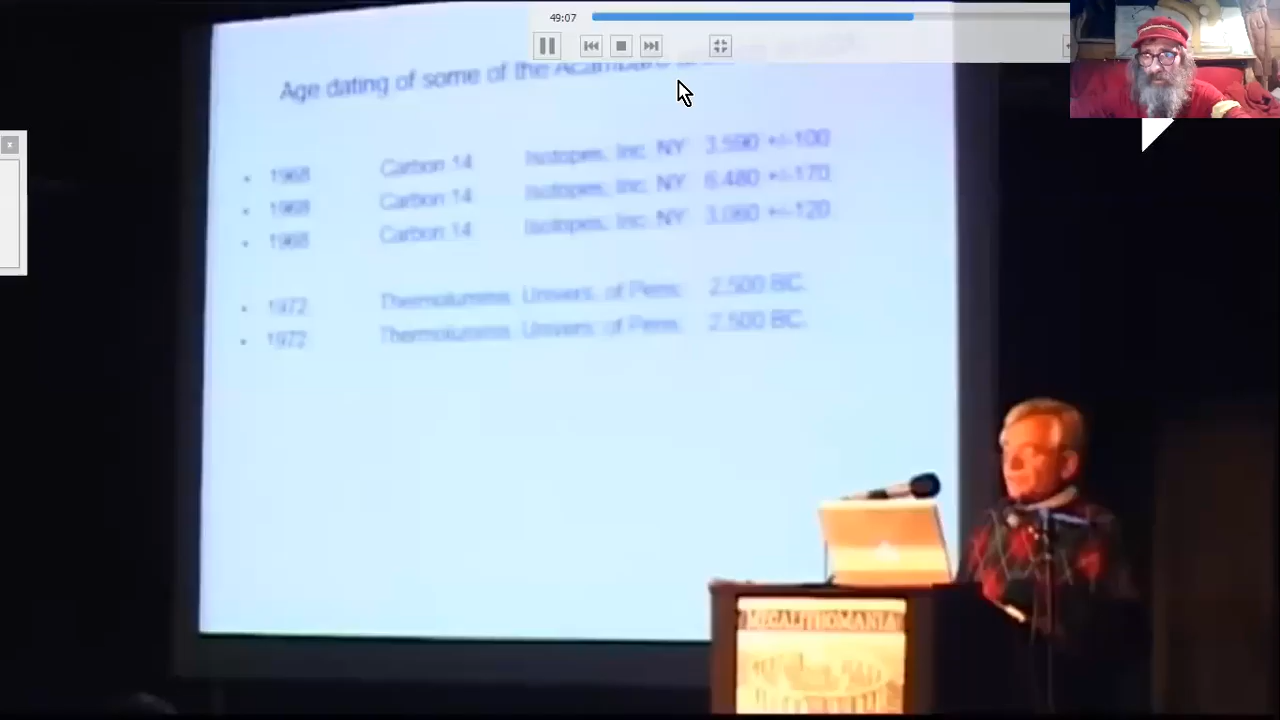 49:07
Age dating of some of the Acambaro
• 1968 Carbon 14 Isotopes, Inc. NY 3.590 +/-100
• 1968 Carbon 14 Isotopes, Inc. NY 6.480 +/-170
• 1968 Carbon 14 Isotopes, Inc. NY 3.060 +/-120
• 1972 Thermolumins. Univers. of Penn. 2.500 BC.
• 1972 Thermolumins. Univers. of Penn. 2.500 BC.
MEGALITHOMANIA